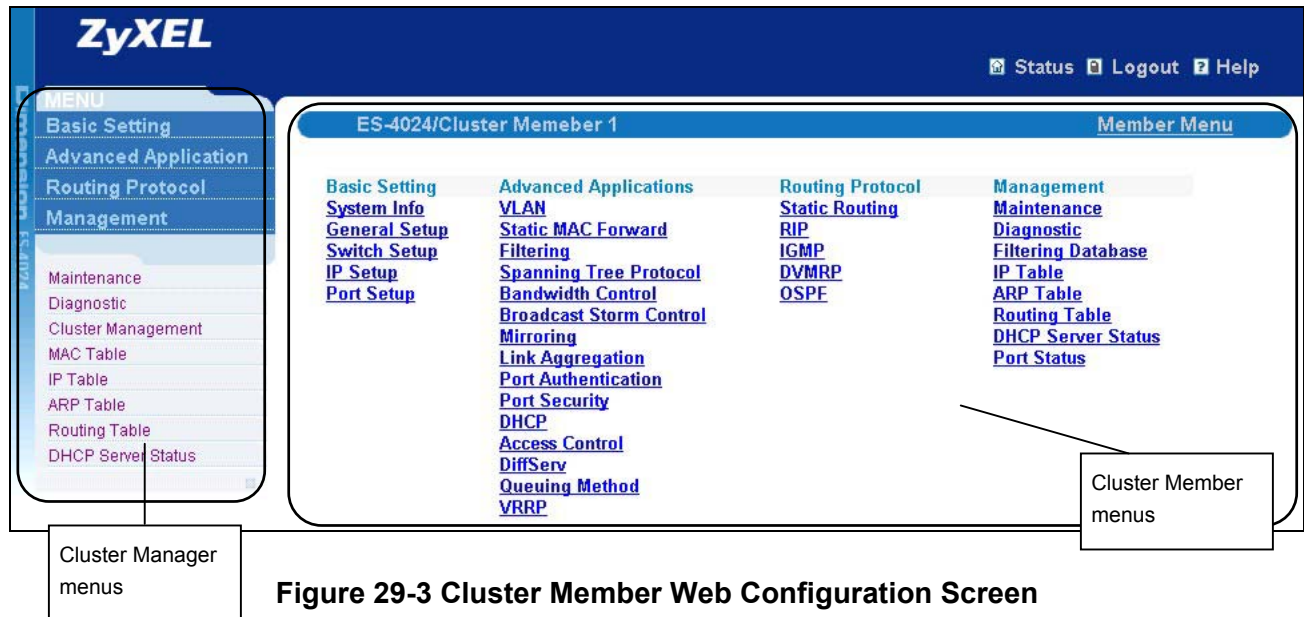 ZyXEL
Status Logout Help
Dimension ES-4024
MENU
Basic Setting
Advanced Application
Routing Protocol
Management
Maintenance
Diagnostic
Cluster Management
MAC Table
IP Table
ARP Table
Routing Table
DHCP Server Status
ES-4024/Cluster Memeber 1
Member Menu
Basic Setting
System Info
General Setup
Switch Setup
IP Setup
Port Setup
Advanced Applications
VLAN
Static MAC Forward
Filtering
Spanning Tree Protocol
Bandwidth Control
Broadcast Storm Control
Mirroring
Link Aggregation
Port Authentication
Port Security
DHCP
Access Control
DiffServ
Queuing Method
VRRP
Routing Protocol
Static Routing
RIP
IGMP
DVMRP
OSPF
Management
Maintenance
Diagnostic
Filtering Database
IP Table
ARP Table
Routing Table
DHCP Server Status
Port Status
Cluster Member
menus
Cluster Manager
menus
Figure 29-3 Cluster Member Web Configuration Screen